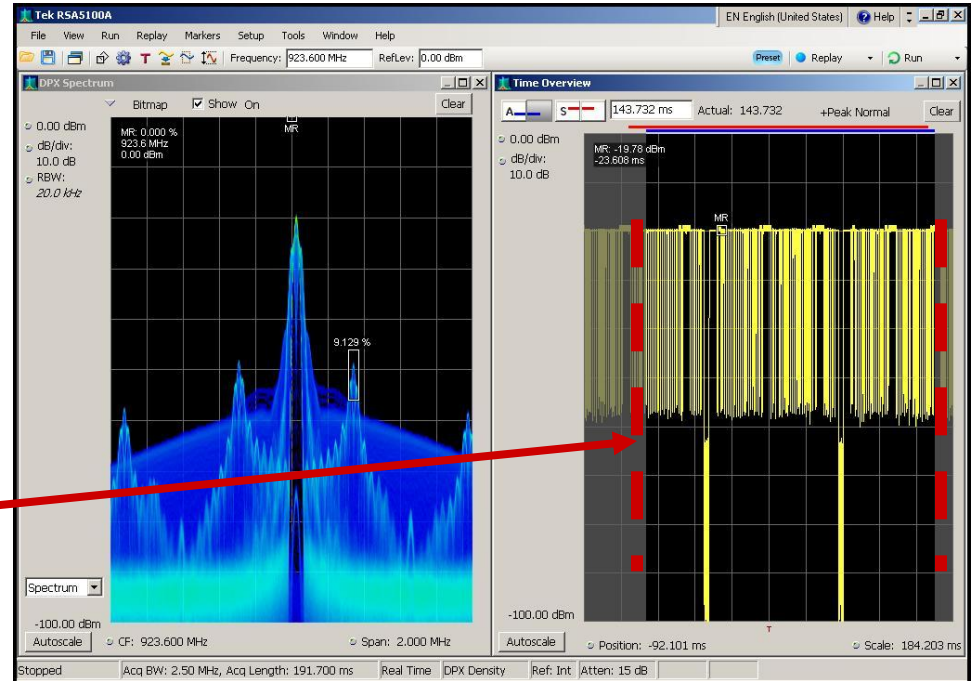 Tek RSA5100A
EN English (United States) Help
File View Run Replay Markers Setup Tools Window Help
Frequency: 923.600 MHz RefLev: 0.00 dBm Preset Replay Run
DPX Spectrum
Bitmap Show On Clear
0.00 dBm
dB/div:
10.0 dB
RBW:
20.0 kHz
MR: 0.000 %
923.6 MHz
0.00 dBm
MR
9.129 %
Spectrum
-100.00 dBm
Autoscale CF: 923.600 MHz Span: 2.000 MHz
Time Overview
A S 143.732 ms Actual: 143.732 +Peak Normal Clear
0.00 dBm
dB/div:
10.0 dB
MR: -19.78 dBm
-23.608 ms
MR
-100.00 dBm
T
Autoscale Position: -92.101 ms Scale: 184.203 ms
Stopped Acq BW: 2.50 MHz, Acq Length: 191.700 ms Real Time DPX Density Ref: Int Atten: 15 dB